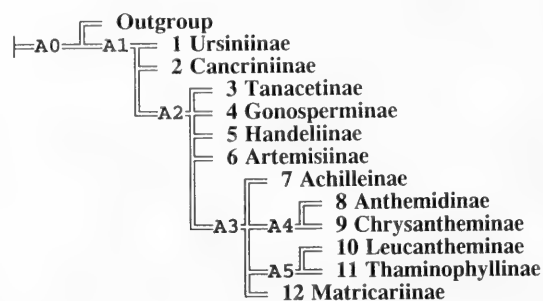 Outgroup
A0 A1 1 Ursiniinae
2 Cancriniinae
3 Tanacetinae
A2 4 Gonosperminae
5 Handeliinae
6 Artemisiinae
7 Achilleinae
8 Anthemidinae
A3 A4 9 Chrysantheminae
10 Leucantheminae
A5 11 Thaminophyllinae
12 Matricariinae